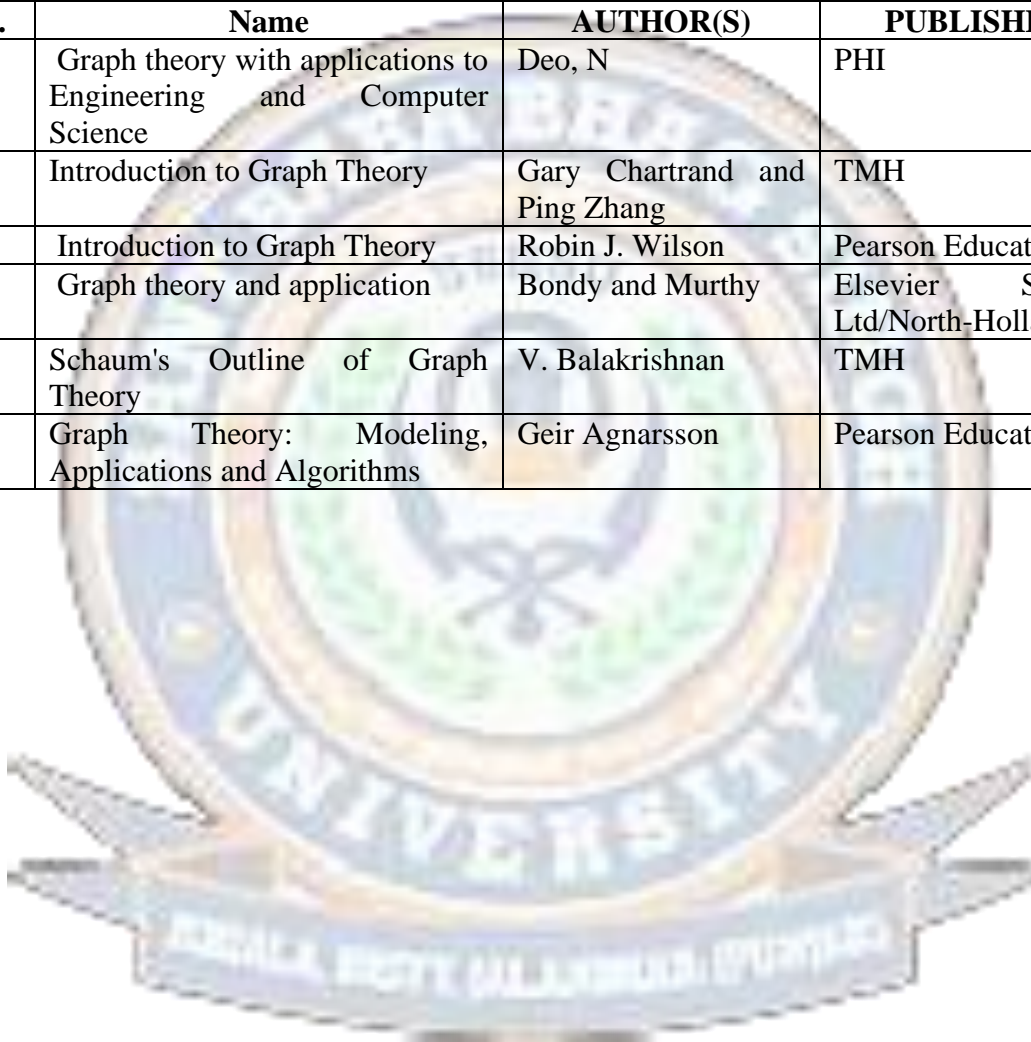 . Name AUTHOR(S) PUBLISHI
Graph theory with applications to Deo, N PHI
Engineering and Computer
Science
Introduction to Graph Theory Gary Chartrand and TMH
Ping Zhang
Introduction to Graph Theory Robin J. Wilson Pearson Educat
Graph theory and application Bondy and Murthy Elsevier S
Ltd/North-Holl
Schaum's Outline of Graph V. Balakrishnan TMH
Theory
Graph Theory: Modeling, Geir Agnarsson Pearson Educat
Applications and Algorithms
UNIVERSITY